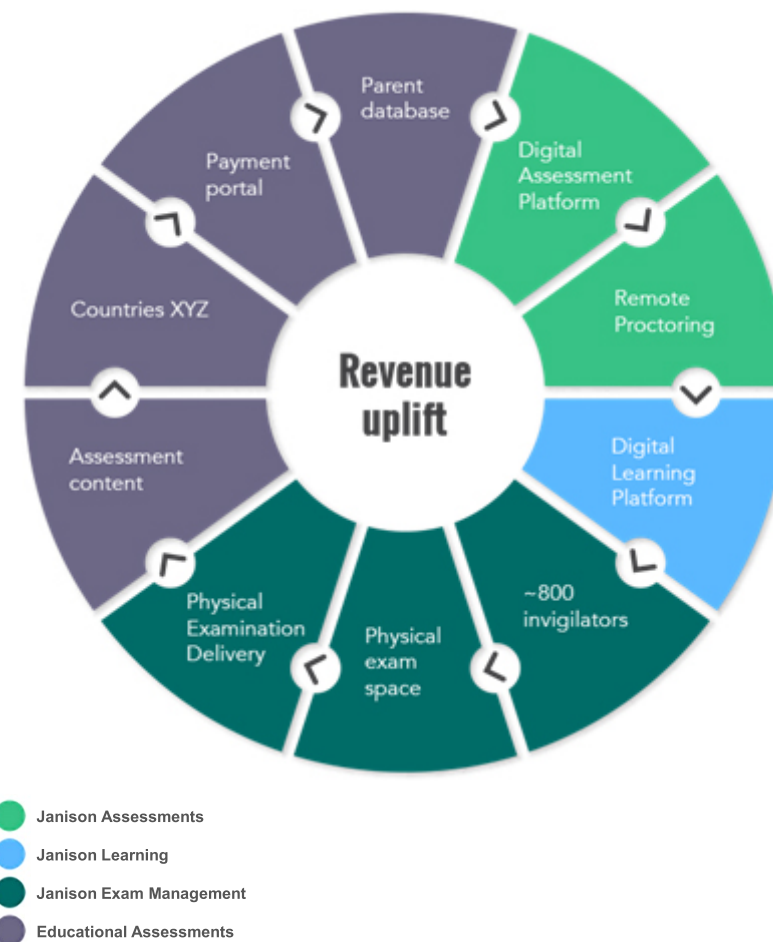 Parent
database
Digital
Assessment
Platform
Remote
Proctoring
Digital
Learning
Platform
~800
invigilators
Physical
exam
space
Physical
Examination
Delivery
Assessment
content
Countries XYZ
Payment
portal
Revenue
uplift
Janison Assessments
Janison Learning
Janison Exam Management
Educational Assessments